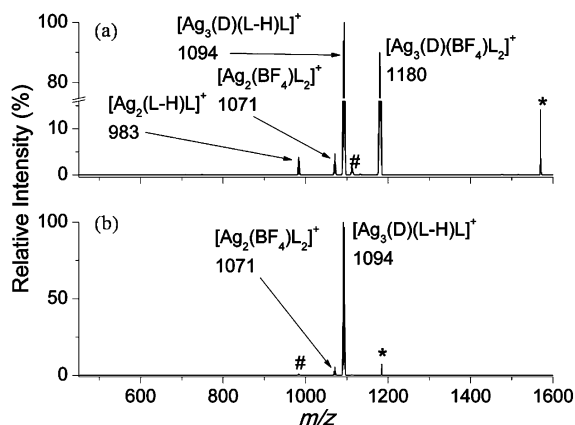 (a)
[Ag₃(D)(L-H)L]⁺
1094
[Ag₃(D)(BF₄)L₂]⁺
1180
[Ag₂(BF₄)L₂]⁺
1071
[Ag₂(L-H)L]⁺
983
#
*
100
80
10
0
(b)
[Ag₂(BF₄)L₂]⁺
1071
[Ag₃(D)(L-H)L]⁺
1094
#
*
100
50
0
Relative Intensity (%)
600 800 1000 1200 1400 1600
m/z